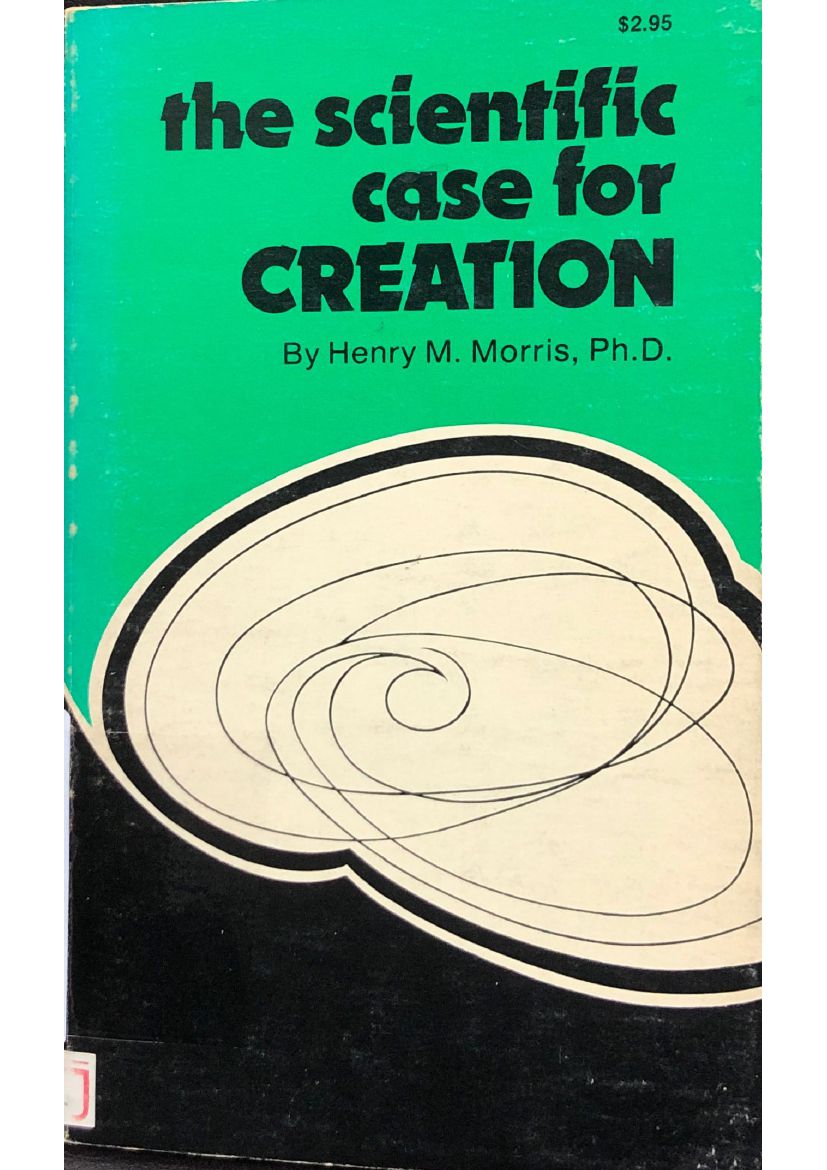 $2.95
the scientific
case for
CREATION
By Henry M. Morris, Ph.D.